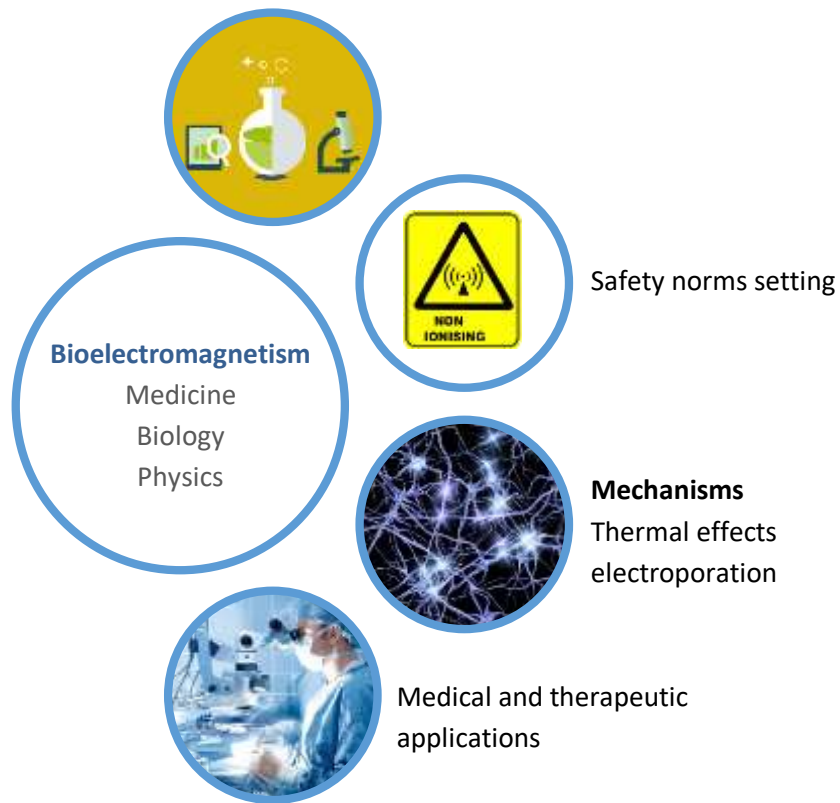 NON
IONISING
Safety norms setting
Bioelectromagnetism
Medicine
Biology
Physics
Mechanisms
Thermal effects
electroporation
Medical and therapeutic
applications